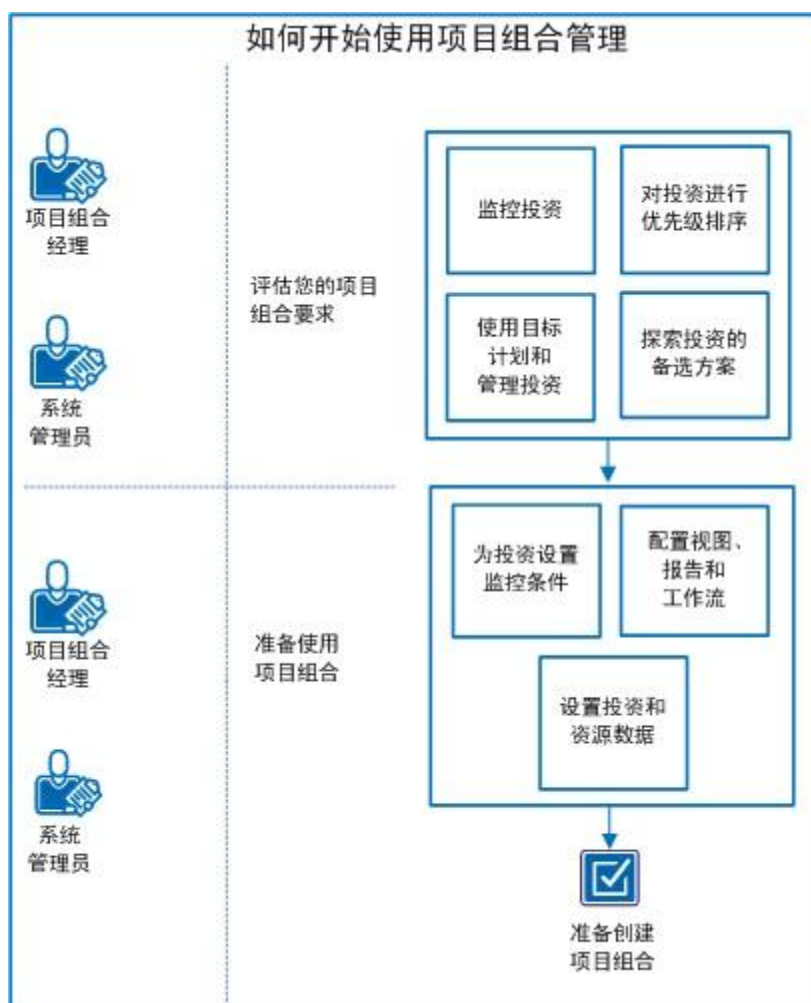 如何开始使用项目组合管理
项目组合
经理
系统
管理员
评估您的项目
组合要求
监控投资
对投资进行
优先级排序
使用目标
计划和
管理投资
探索投资的
备选方案
项目组合
经理
系统
管理员
准备使用
项目组合
为投资设置
监控条件
配置视图、
报告和
工作流
设置投资和
资源数据
准备创建
项目组合